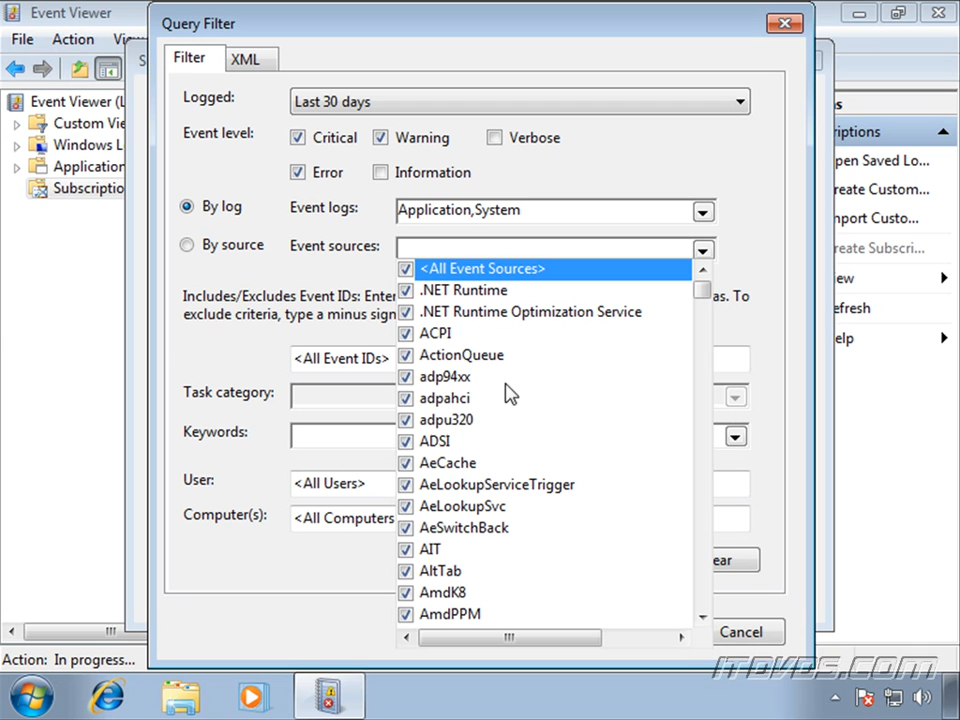 Event Viewer
Query Filter
File Action Vi
Filter XML
S
Logged: Last 30 days
Event Viewer (L
Custom Vie
Windows L
Application
Subscriptio
Event level: Critical Warning Verbose
Error Information
By log Event logs: Application,System
By source Event sources:
<All Event Sources>
.NET Runtime
.NET Runtime Optimization Service
ACPI
ActionQueue
adp94xx
adpahci
adpu320
ADSI
AeCache
AeLookupServiceTrigger
AeLookupSvc
AeSwitchBack
AIT
AltTab
AmdK8
AmdPPM
Includes/Excludes Event IDs: Enter
as. To
exclude criteria, type a minus sign
<All Event IDs>
Task category:
Keywords:
User: <All Users>
Computer(s): <All Computers
ear
Cancel
s
riptions
pen Saved Lo...
reate Custom...
mport Custo...
reate Subscri...
iew
efresh
elp
Action: In progress...
ITdvds.com